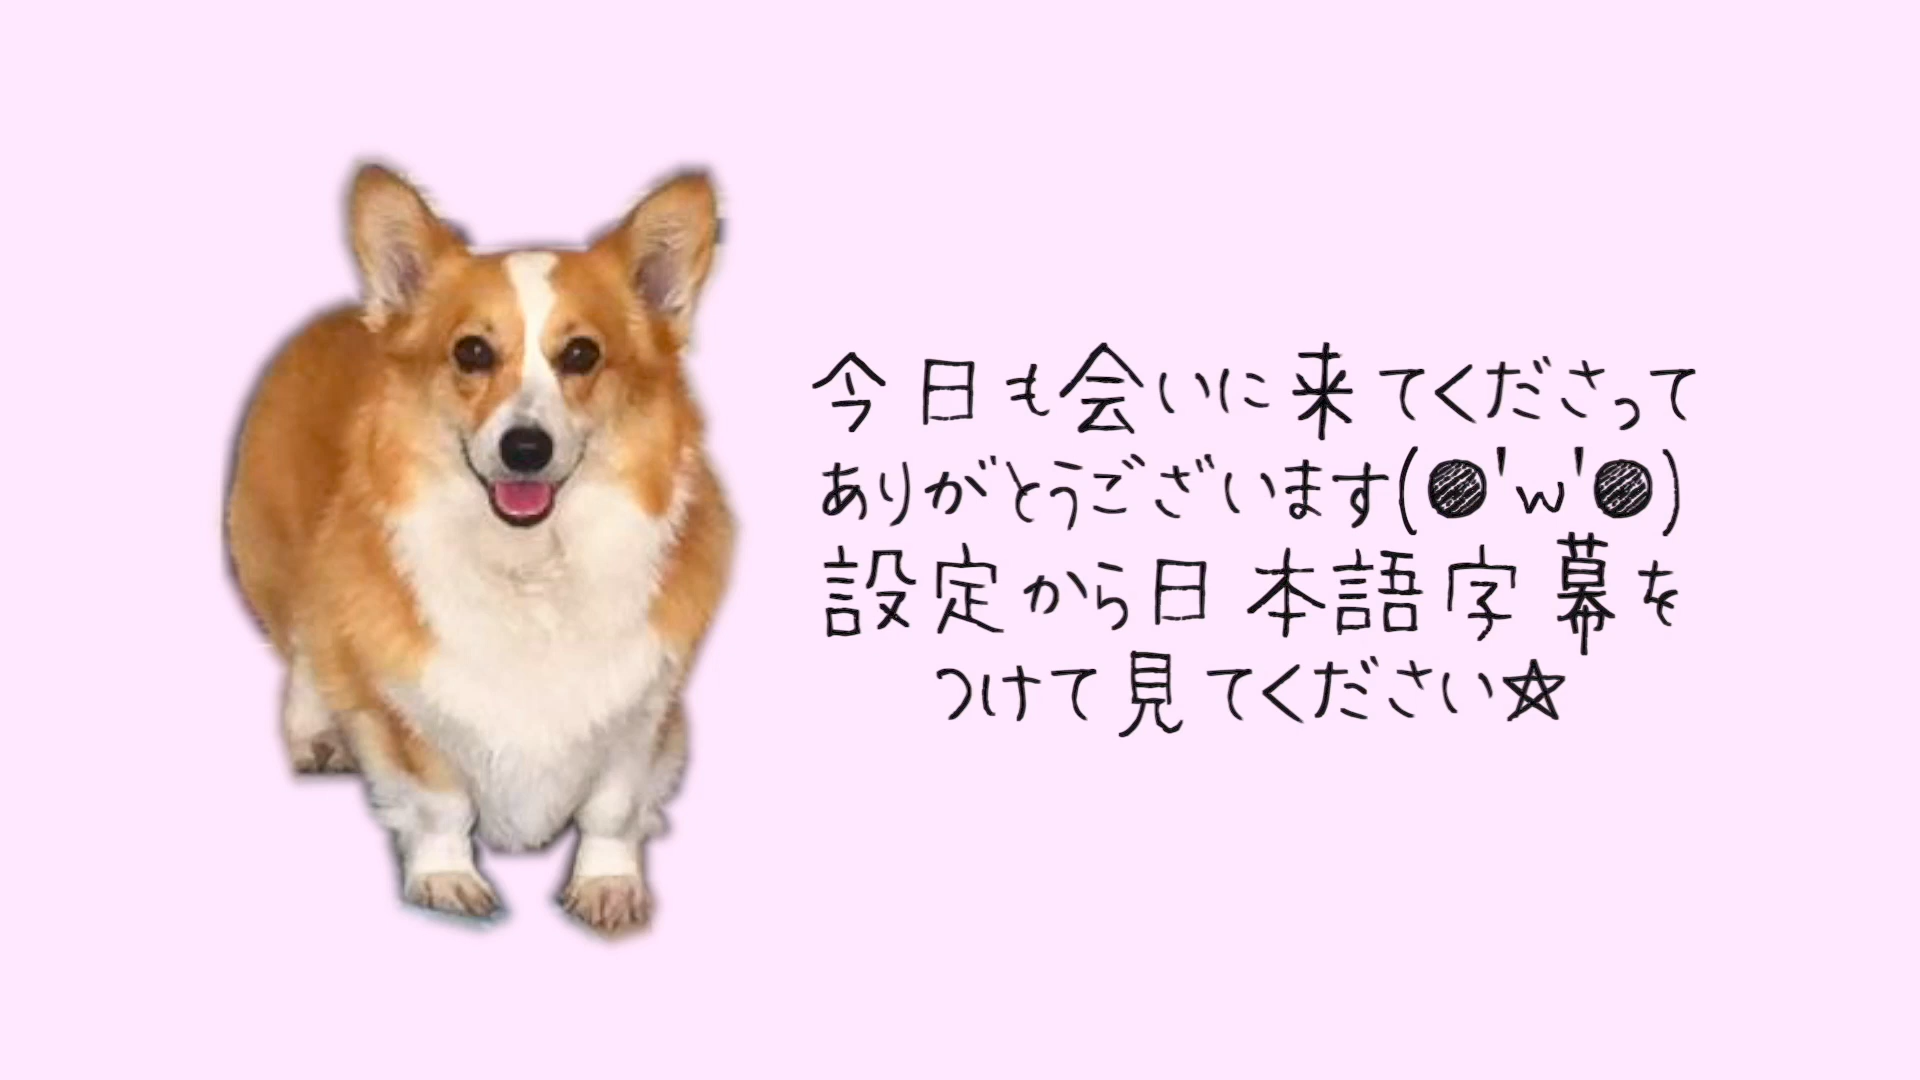 今日も会いに来てくださって
ありがとうございます(●'w'●)
設定から日本語字幕を
つけて見てください☆